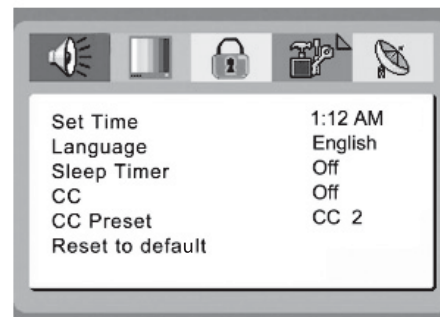 Set Time 1:12 AM
Language English
Sleep Timer Off
CC Off
CC Preset CC 2
Reset to default